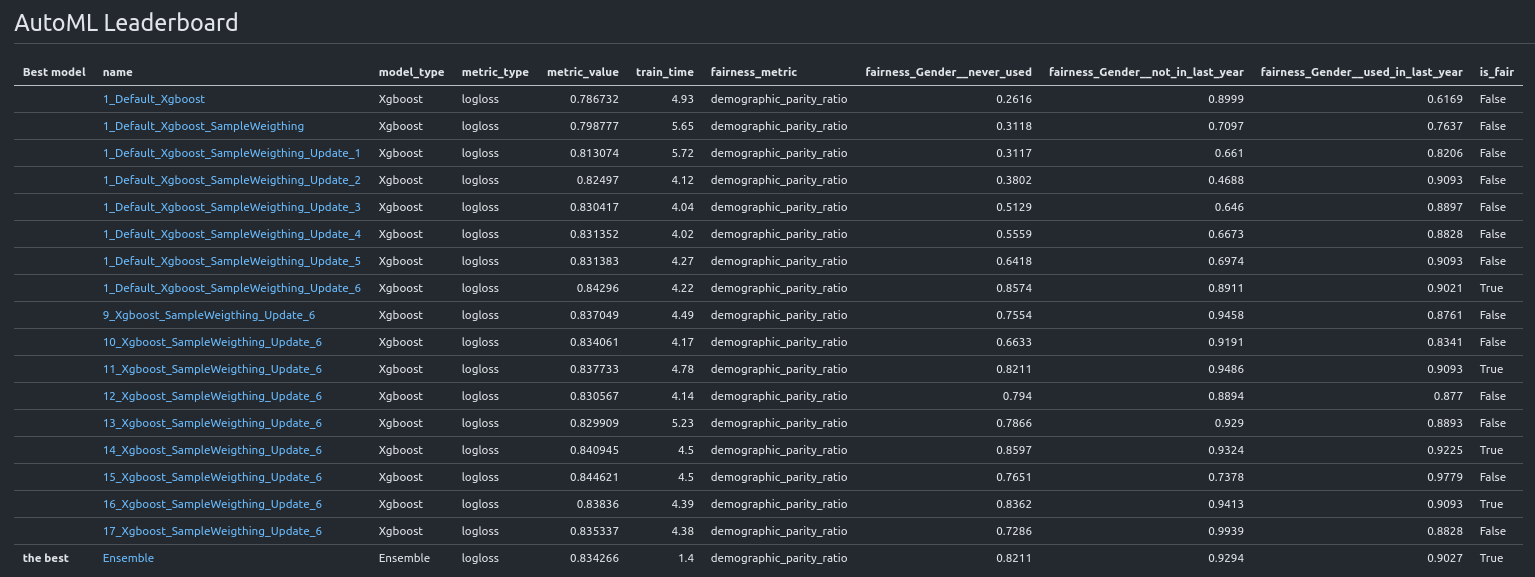 AutoML Leaderboard
Best model name model_type metric_type metric_value train_time fairness_metric fairness_Gender__never_used fairness_Gender__not_in_last_year fairness_Gender__used_in_last_year is_fair
1_Default_Xgboost Xgboost logloss 0.786732 4.93 demographic_parity_ratio 0.2616 0.8999 0.6169 False
1_Default_Xgboost_SampleWeigthing Xgboost logloss 0.798777 5.65 demographic_parity_ratio 0.3118 0.7097 0.7637 False
1_Default_Xgboost_SampleWeigthing_Update_1 Xgboost logloss 0.813074 5.72 demographic_parity_ratio 0.3117 0.661 0.8206 False
1_Default_Xgboost_SampleWeigthing_Update_2 Xgboost logloss 0.82497 4.12 demographic_parity_ratio 0.3802 0.4688 0.9093 False
1_Default_Xgboost_SampleWeigthing_Update_3 Xgboost logloss 0.830417 4.04 demographic_parity_ratio 0.5129 0.646 0.8897 False
1_Default_Xgboost_SampleWeigthing_Update_4 Xgboost logloss 0.831352 4.02 demographic_parity_ratio 0.5559 0.6673 0.8828 False
1_Default_Xgboost_SampleWeigthing_Update_5 Xgboost logloss 0.831383 4.27 demographic_parity_ratio 0.6418 0.6974 0.9093 False
1_Default_Xgboost_SampleWeigthing_Update_6 Xgboost logloss 0.84296 4.22 demographic_parity_ratio 0.8574 0.8911 0.9021 True
9_Xgboost_SampleWeigthing_Update_6 Xgboost logloss 0.837049 4.49 demographic_parity_ratio 0.7554 0.9458 0.8761 False
10_Xgboost_SampleWeigthing_Update_6 Xgboost logloss 0.834061 4.17 demographic_parity_ratio 0.6633 0.9191 0.8341 False
11_Xgboost_SampleWeigthing_Update_6 Xgboost logloss 0.837733 4.78 demographic_parity_ratio 0.8211 0.9486 0.9093 True
12_Xgboost_SampleWeigthing_Update_6 Xgboost logloss 0.830567 4.14 demographic_parity_ratio 0.794 0.8894 0.877 False
13_Xgboost_SampleWeigthing_Update_6 Xgboost logloss 0.829909 5.23 demographic_parity_ratio 0.7866 0.929 0.8893 False
14_Xgboost_SampleWeigthing_Update_6 Xgboost logloss 0.840945 4.5 demographic_parity_ratio 0.8597 0.9324 0.9225 True
15_Xgboost_SampleWeigthing_Update_6 Xgboost logloss 0.844621 4.5 demographic_parity_ratio 0.7651 0.7378 0.9779 False
16_Xgboost_SampleWeigthing_Update_6 Xgboost logloss 0.83836 4.39 demographic_parity_ratio 0.8362 0.9413 0.9093 True
17_Xgboost_SampleWeigthing_Update_6 Xgboost logloss 0.835337 4.38 demographic_parity_ratio 0.7286 0.9939 0.8828 False
the best Ensemble Ensemble logloss 0.834266 1.4 demographic_parity_ratio 0.8211 0.9294 0.9027 True